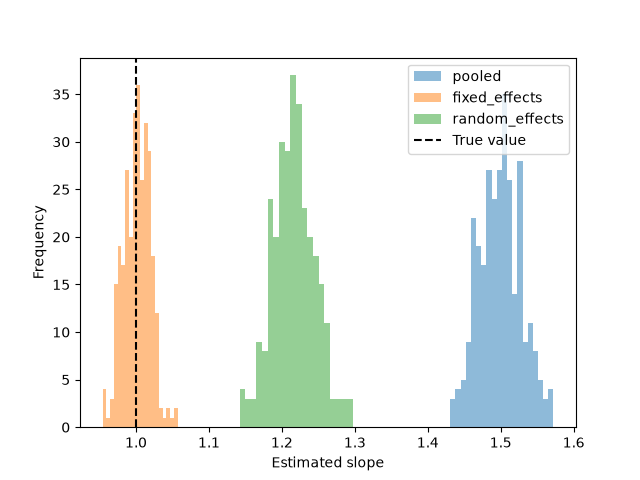 pooled
fixed_effects
random_effects
True value
Frequency
35
30
25
20
15
10
5
0
1.0 1.1 1.2 1.3 1.4 1.5 1.6
Estimated slope